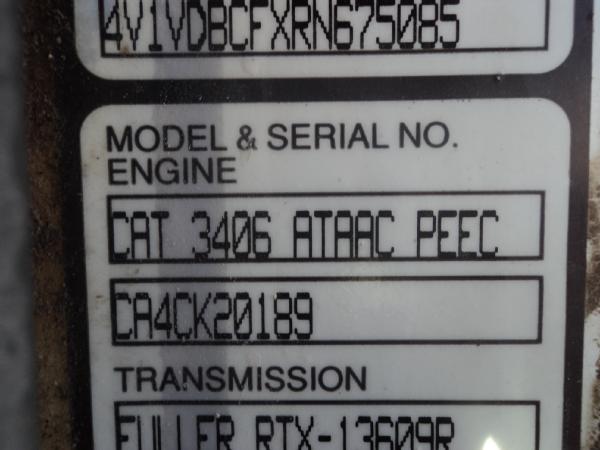 4V1VDBCFXRN675085
MODEL & SERIAL NO.
ENGINE
CAT 3406 ATAAC PEEC
CA4CK20189
TRANSMISSION
FULLER RTX-13609R